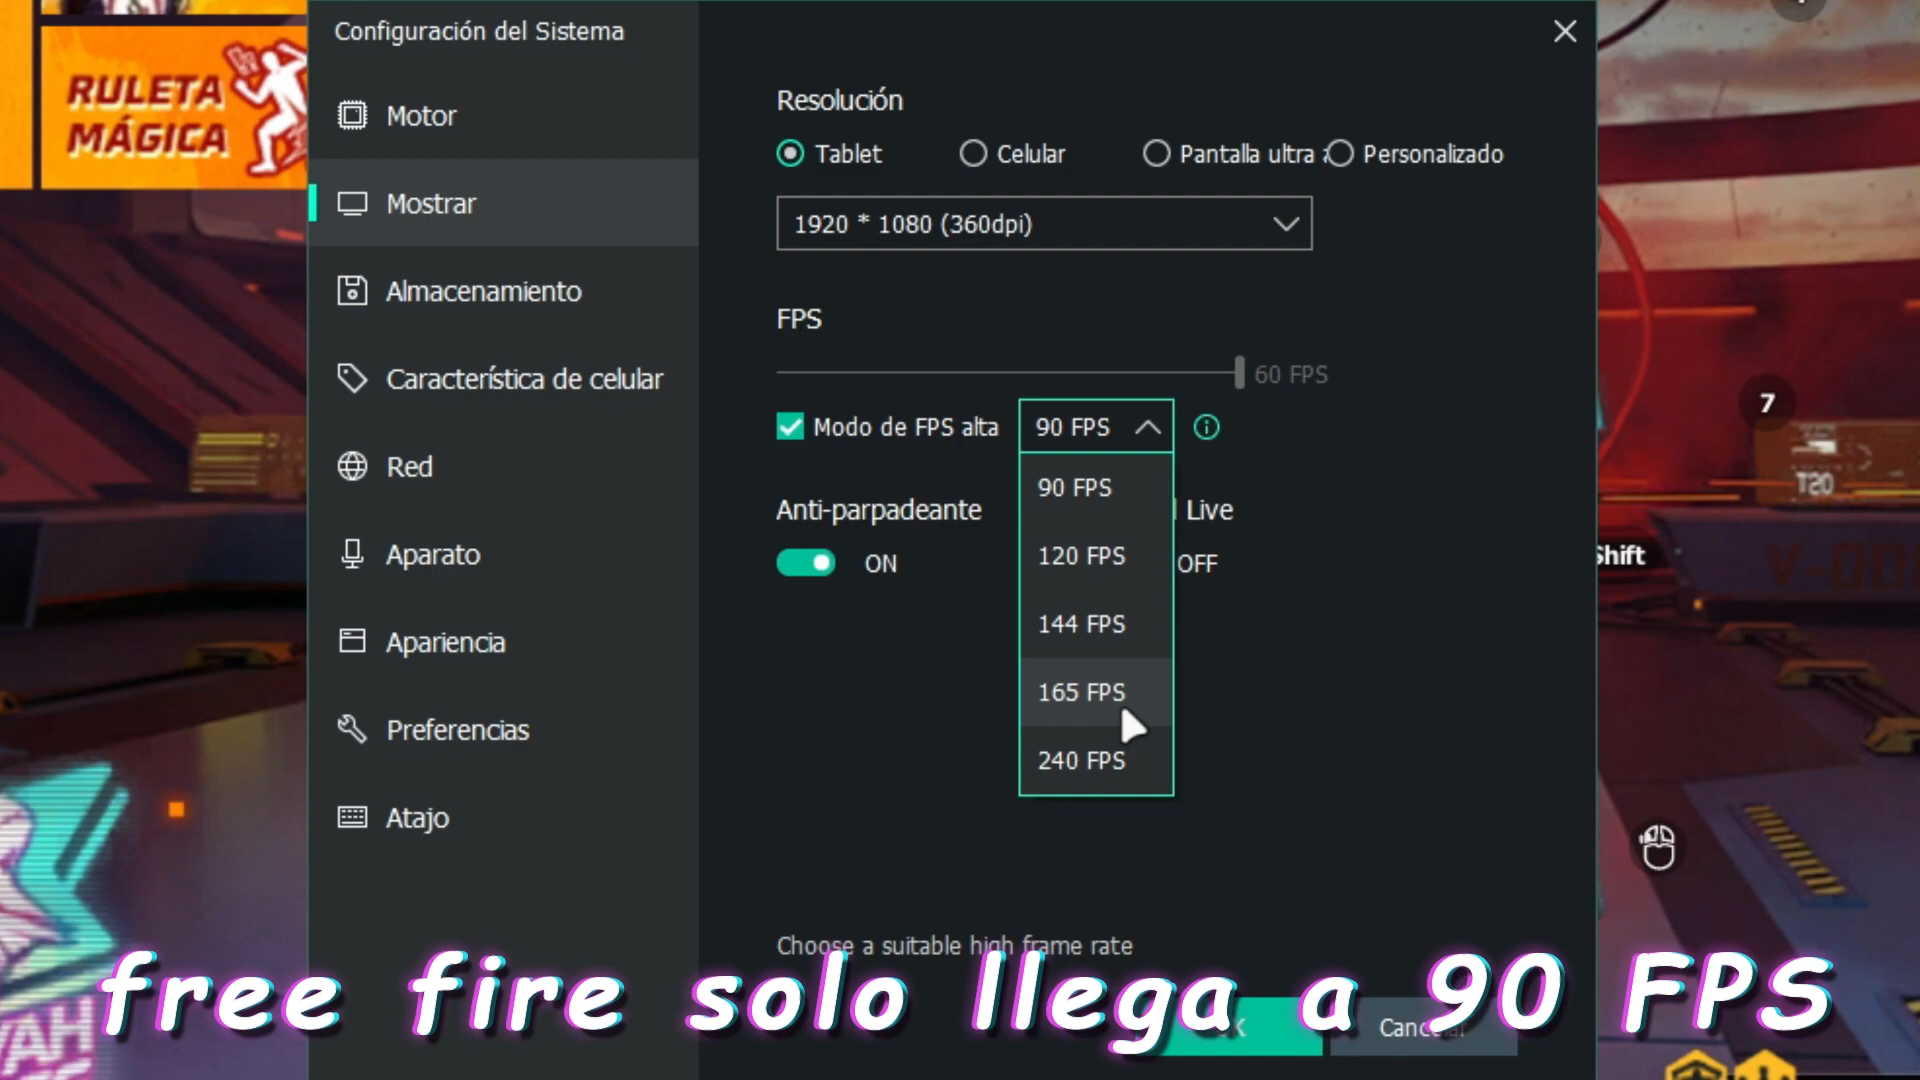 RULETA
MÁGICA
Configuración del Sistema
Motor
Mostrar
Almacenamiento
Característica de celular
Red
Aparato
Apariencia
Preferencias
Atajo
Resolución
Tablet
Celular
Pantalla ultra
Personalizado
1920 * 1080 (360dpi)
FPS
60 FPS
Modo de FPS alta
90 FPS
90 FPS
120 FPS
144 FPS
165 FPS
240 FPS
Anti-parpadeante
ON
Live
OFF
Choose a suitable high frame rate
free fire solo llega a 90 FPS
7
T20
Shift